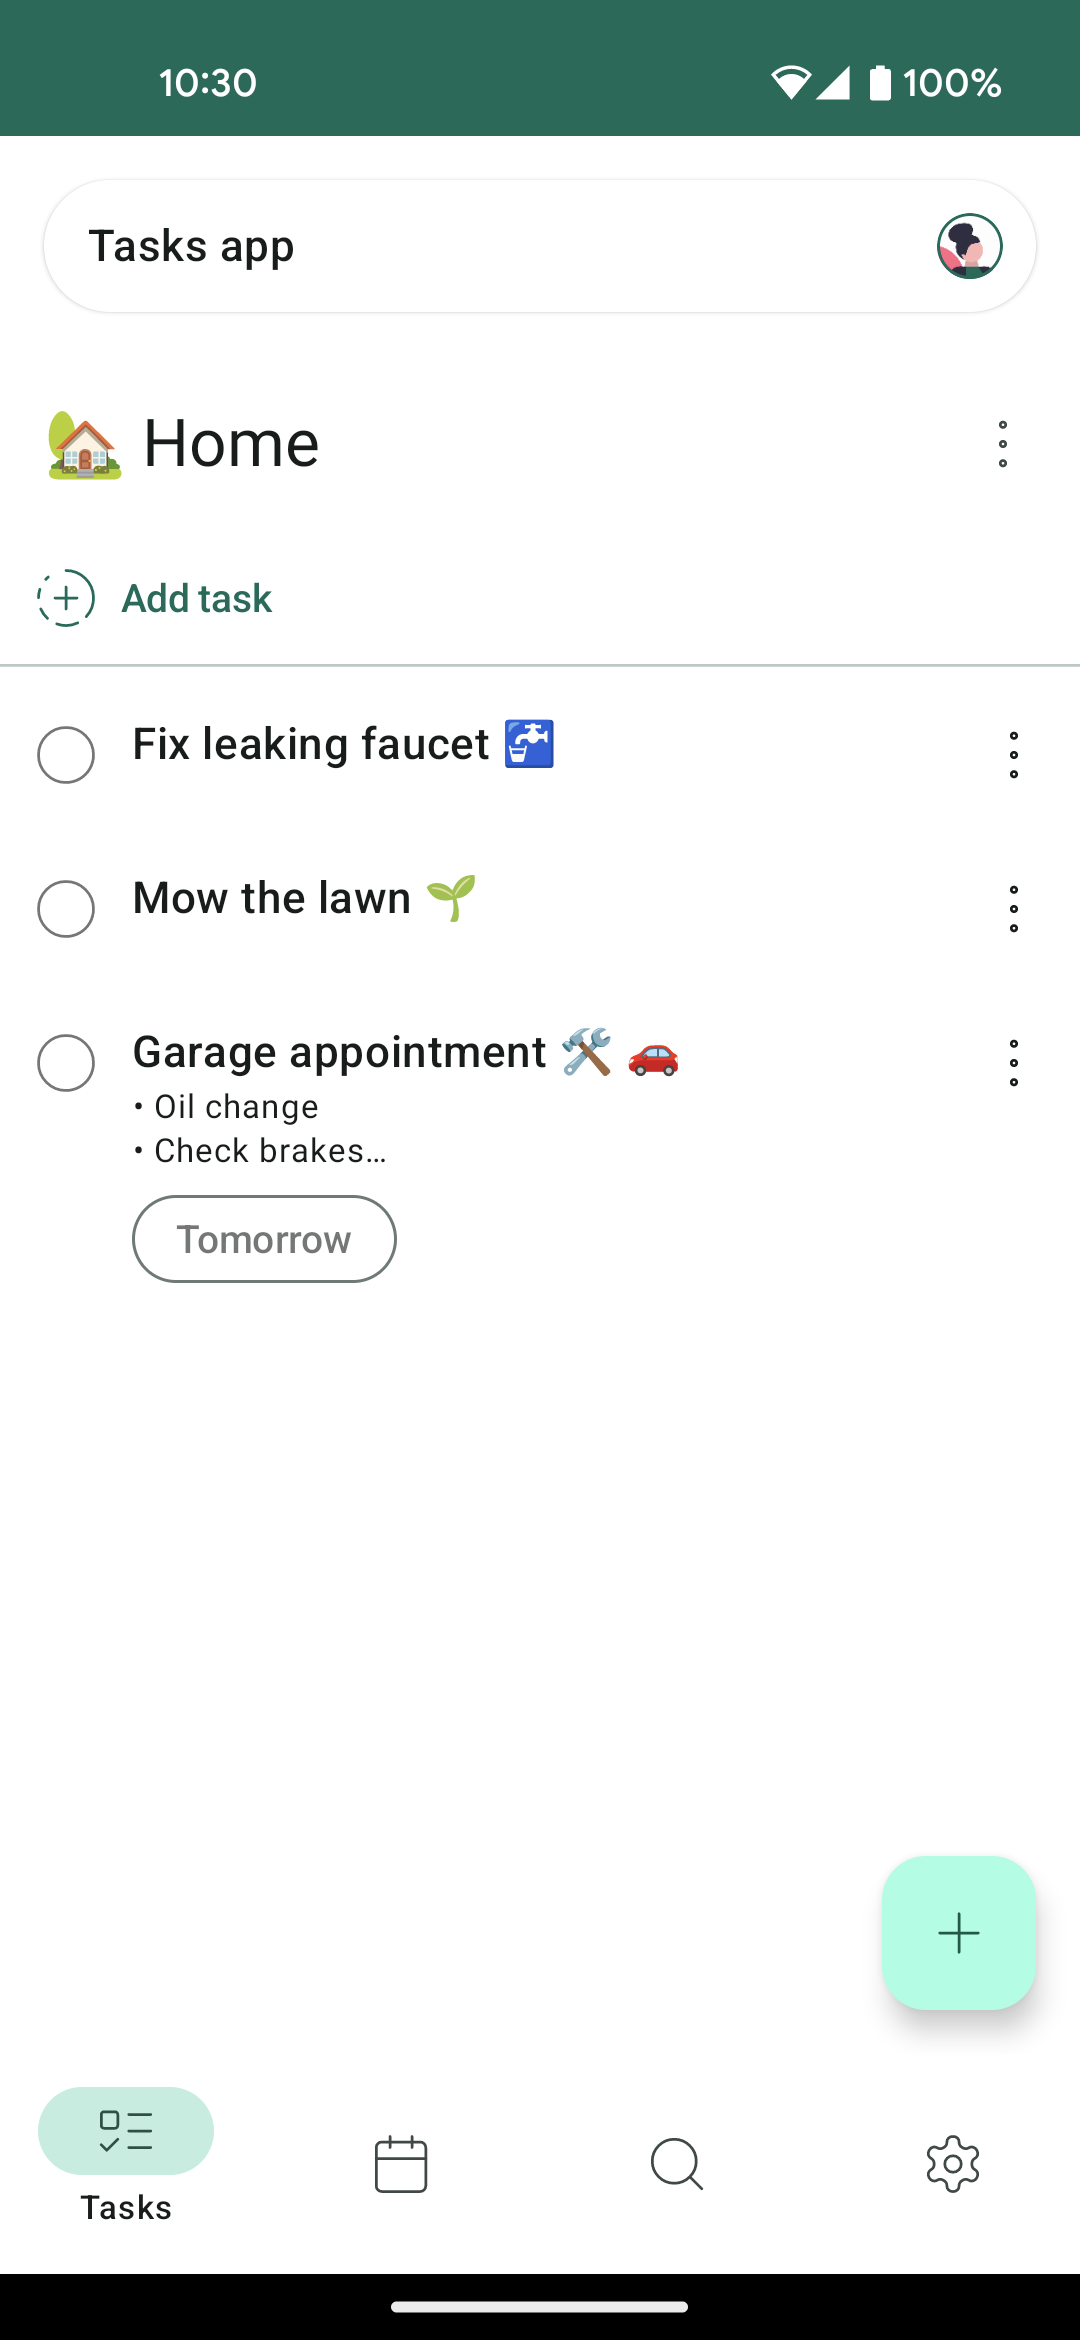 10:30 100%
Tasks app
🏡 Home
Add task
Fix leaking faucet 🚰
Mow the lawn 🌱
Garage appointment 🛠️ 🚗
• Oil change
• Check brakes…
Tomorrow
Tasks